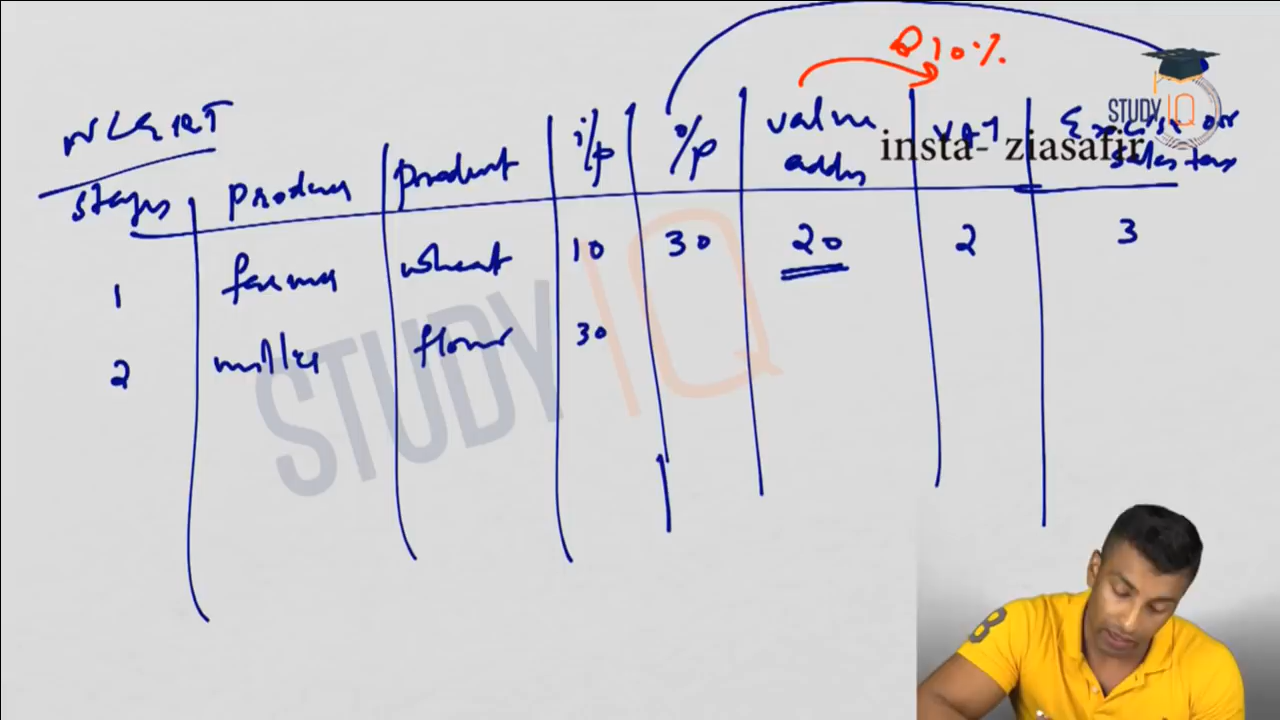 @ 10%
NCERT
stages producer product i/p o/p value added VAT Excise or sales tax
1 farmer wheat 10 30 20 2 3
2 miller flour 30
STUDY IQ
insta- ziasafir
STUDY IQ
B